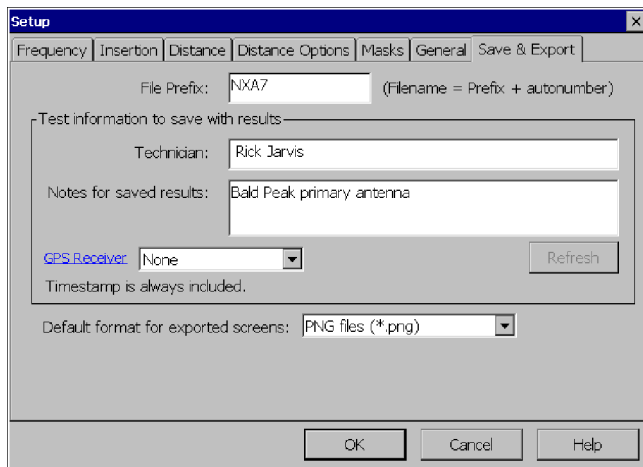 Setup
Frequency Insertion Distance Distance Options Masks General Save & Export
File Prefix: NXA7 (Filename = Prefix + autonumber)
Test information to save with results
Technician: Rick Jarvis
Notes for saved results: Bald Peak primary antenna
GPS Receiver None Refresh
Timestamp is always included.
Default format for exported screens: PNG files (*.png)
OK Cancel Help